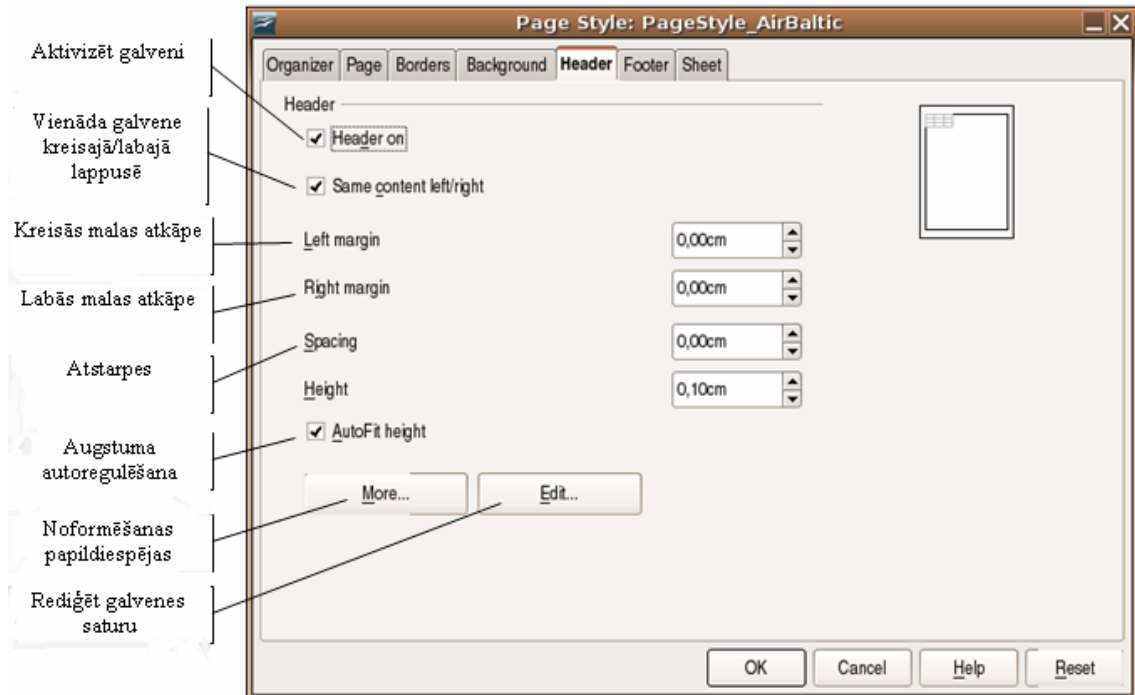 Page Style: PageStyle_AirBaltic
Organizer Page Borders Background Header Footer Sheet
Header
Header on
Same content left/right
Left margin 0,00cm
Right margin 0,00cm
Spacing 0,00cm
Height 0,10cm
AutoFit height
More... Edit...
OK Cancel Help Reset
Aktivizēt galveni
Vienāda galvene
kreisajā/labajā
lappusē
Kreisās malas atkāpe
Labās malas atkāpe
Atstarpes
Augstuma
autoregulēšana
Noformēšanas
papildiespējas
Rediģēt galvenes
saturu